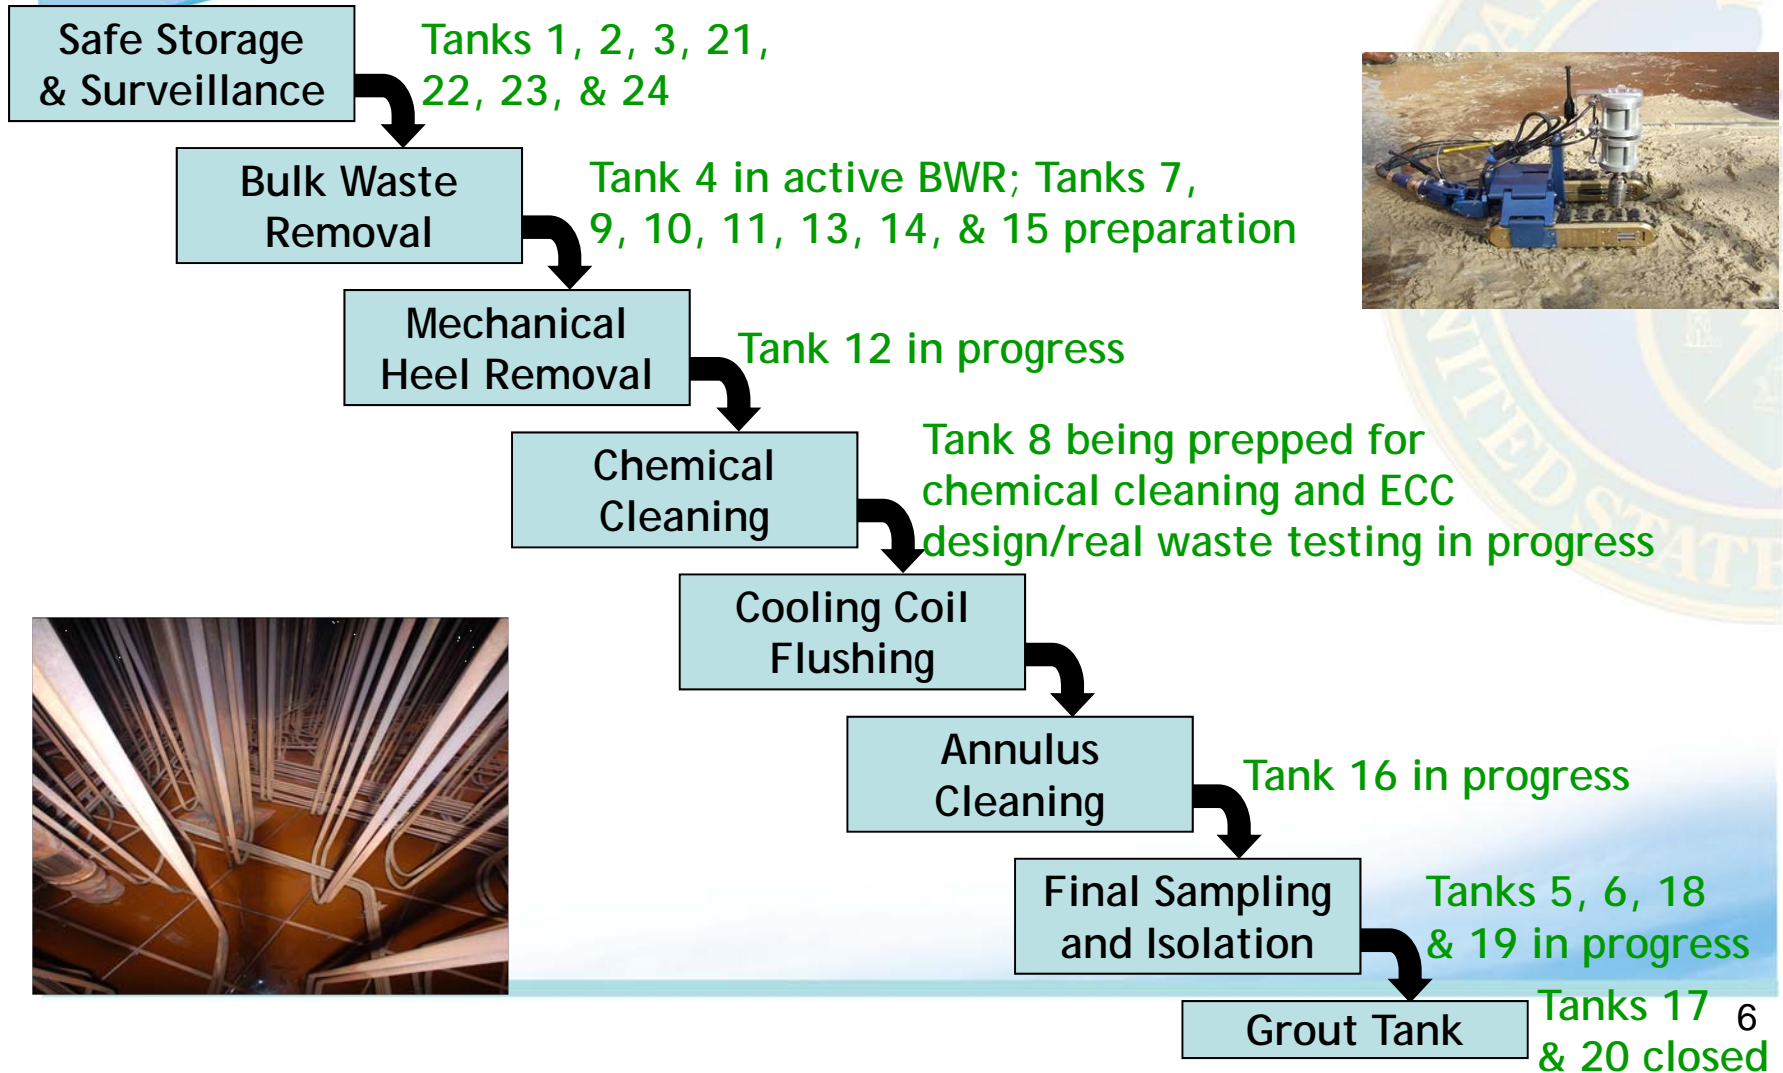 Safe Storage
& Surveillance
Tanks 1, 2, 3, 21,
22, 23, & 24
Bulk Waste
Removal
Tank 4 in active BWR; Tanks 7,
9, 10, 11, 13, 14, & 15 preparation
Mechanical
Heel Removal
Tank 12 in progress
Chemical
Cleaning
Tank 8 being prepped for
chemical cleaning and ECC
design/real waste testing in progress
Cooling Coil
Flushing
Annulus
Cleaning
Tank 16 in progress
Final Sampling
and Isolation
Tanks 5, 6, 18
& 19 in progress
Grout Tank
Tanks 17
& 20 closed
6